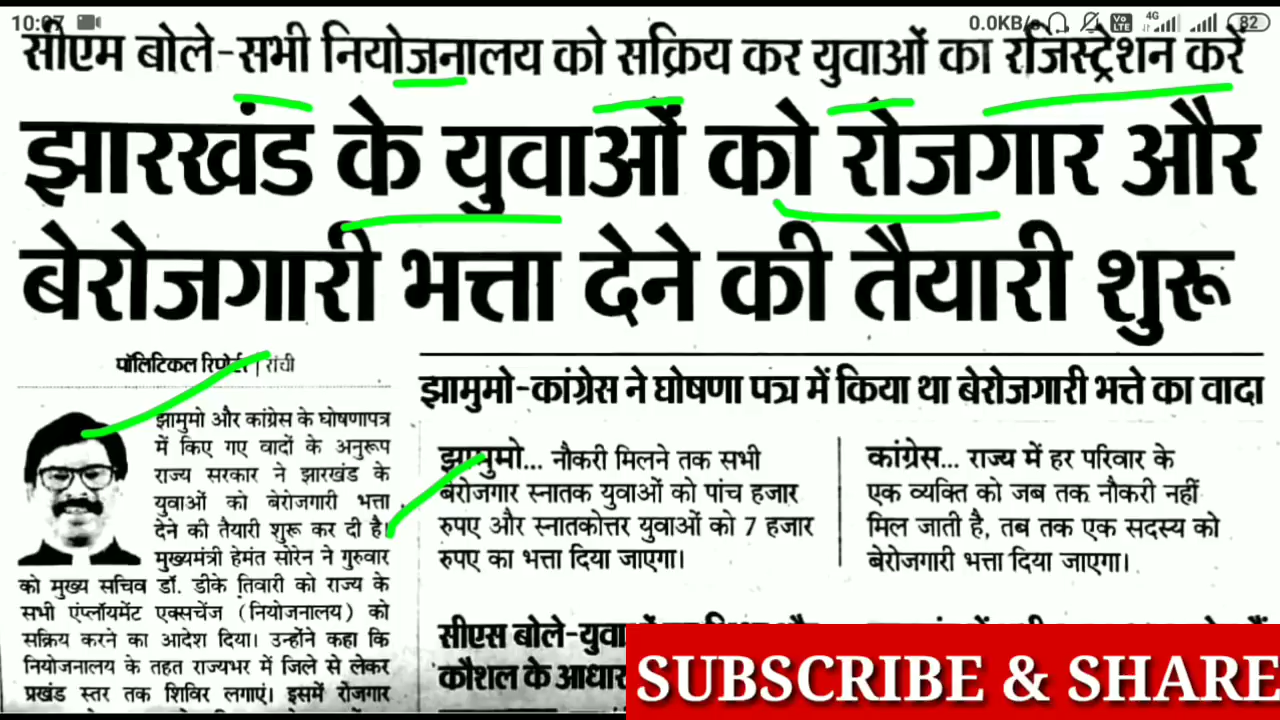 10:07
0.0KB/s
Vo LTE
4G
82
सीएम बोले-सभी नियोजनालय को सक्रिय कर युवाओं का रजिस्ट्रेशन करें
झारखंड के युवाओं को रोजगार और
बेरोजगारी भत्ता देने की तैयारी शुरू
पॉलिटिकल रिपोर्टर | रांची
झामुमो और कांग्रेस के घोषणापत्र
में किए गए वादों के अनुरूप
राज्य सरकार ने झारखंड के
युवाओं को बेरोजगारी भत्ता
देने की तैयारी शुरू कर दी है।
मुख्यमंत्री हेमंत सोरेन ने गुरुवार
को मुख्य सचिव डॉ. डीके तिवारी को राज्य के
सभी एंप्लॉयमेंट एक्सचेंज (नियोजनालय) को
सक्रिय करने का आदेश दिया। उन्होंने कहा कि
नियोजनालय के तहत राज्यभर में जिले से लेकर
प्रखंड स्तर तक शिविर लगाएं। इसमें रोजगार
झामुमो-कांग्रेस ने घोषणा पत्र में किया था बेरोजगारी भत्ते का वादा
झामुमो... नौकरी मिलने तक सभी
बेरोजगार स्नातक युवाओं को पांच हजार
रुपए और स्नातकोत्तर युवाओं को 7 हजार
रुपए का भत्ता दिया जाएगा।
कांग्रेस... राज्य में हर परिवार के
एक व्यक्ति को जब तक नौकरी नहीं
मिल जाती है, तब तक एक सदस्य को
बेरोजगारी भत्ता दिया जाएगा।
सीएस बोले-युवा
कौशल के आधार
SUBSCRIBE & SHARE